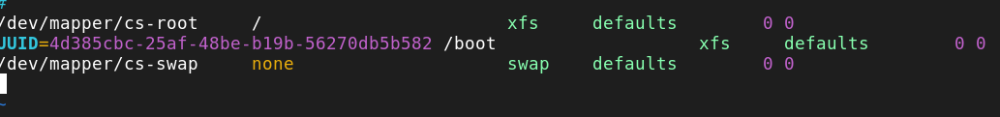 #
/dev/mapper/cs-root / xfs defaults 0 0
UUID=4d385cbc-25af-48be-b19b-56270db5b582 /boot xfs defaults 0 0
/dev/mapper/cs-swap none swap defaults 0 0
~